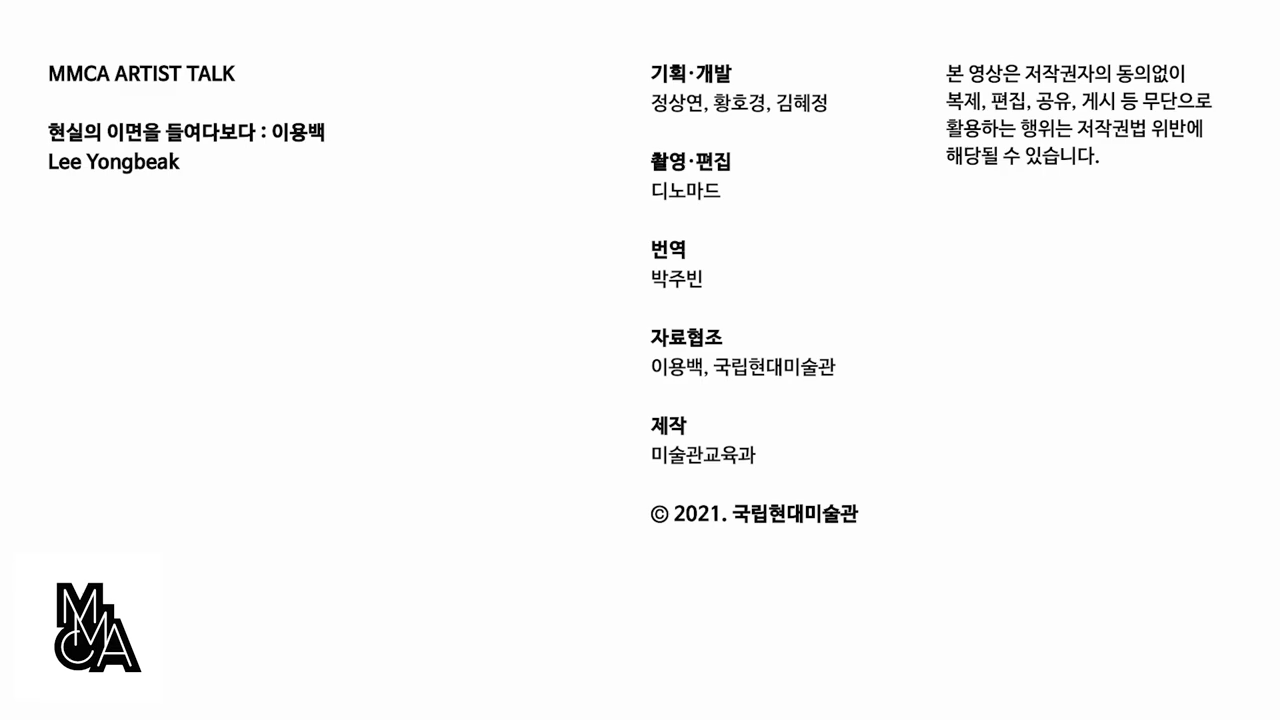 MMCA ARTIST TALK
현실의 이면을 들여다보다 : 이용백
Lee Yongbeak
기획·개발
정상연, 황호경, 김혜정
촬영·편집
디노마드
번역
박주빈
자료협조
이용백, 국립현대미술관
제작
미술관교육과
© 2021. 국립현대미술관
본 영상은 저작권자의 동의없이
복제, 편집, 공유, 게시 등 무단으로
활용하는 행위는 저작권법 위반에
해당될 수 있습니다.
MMCA